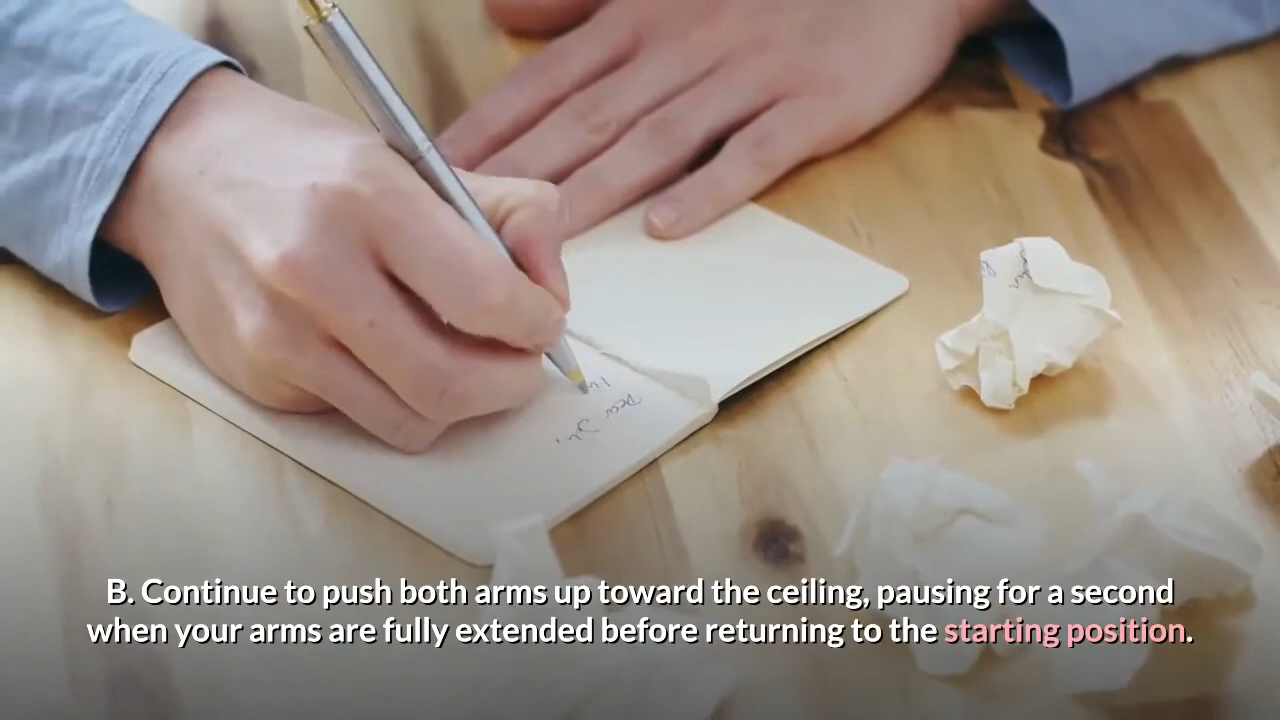 Dear
B. Continue to push both arms up toward the ceiling, pausing for a second
when your arms are fully extended before returning to the starting position.